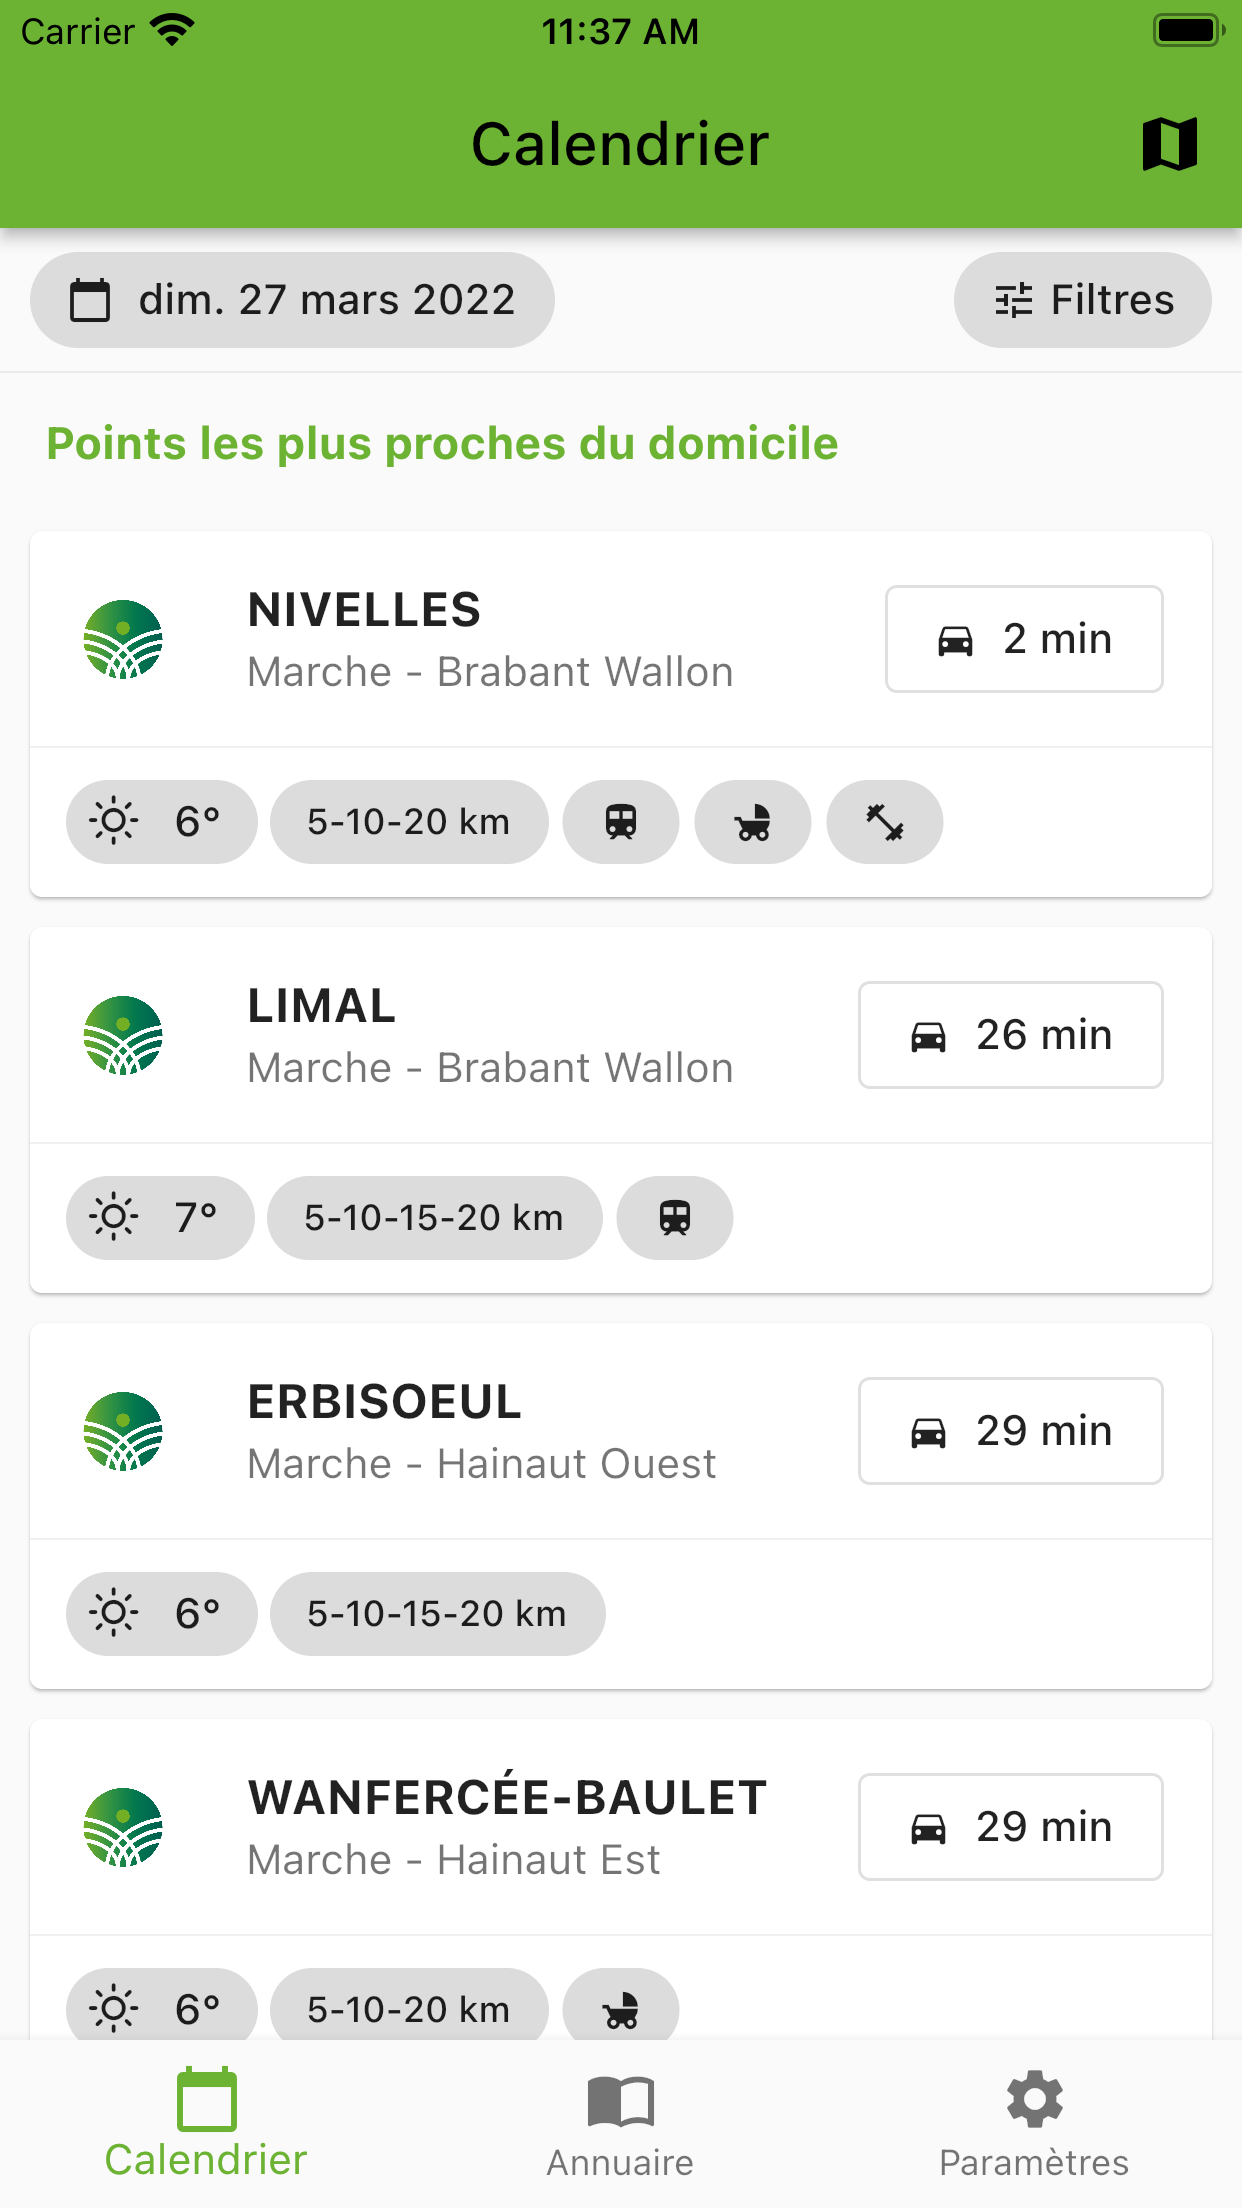 Carrier 11:37 AM
Calendrier
dim. 27 mars 2022 Filtres
Points les plus proches du domicile
NIVELLES
Marche - Brabant Wallon
2 min
6° 5-10-20 km
LIMAL
Marche - Brabant Wallon
26 min
7° 5-10-15-20 km
ERBISOEUL
Marche - Hainaut Ouest
29 min
6° 5-10-15-20 km
WANFERCÉE-BAULET
Marche - Hainaut Est
29 min
6° 5-10-20 km
Calendrier Annuaire Paramètres